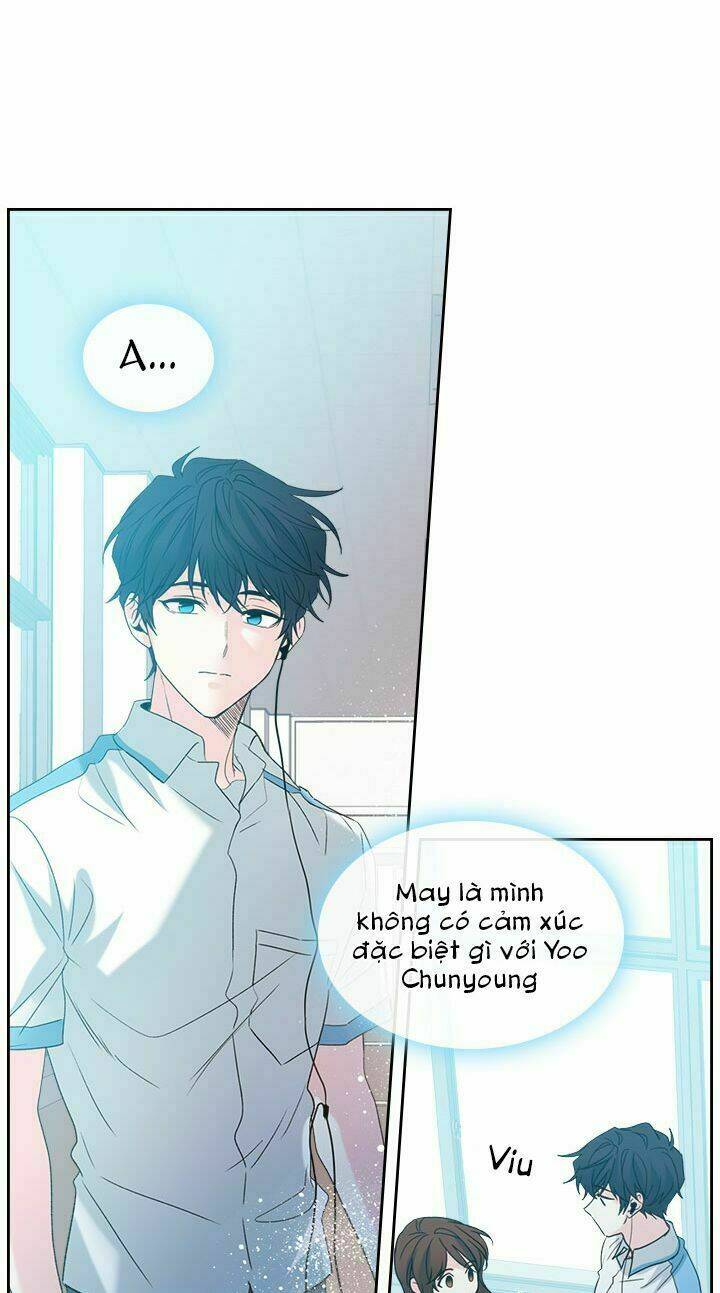 A...
May là mình
không có cảm xúc
đặc biệt gì với Yoo
Chunyoung
Viu